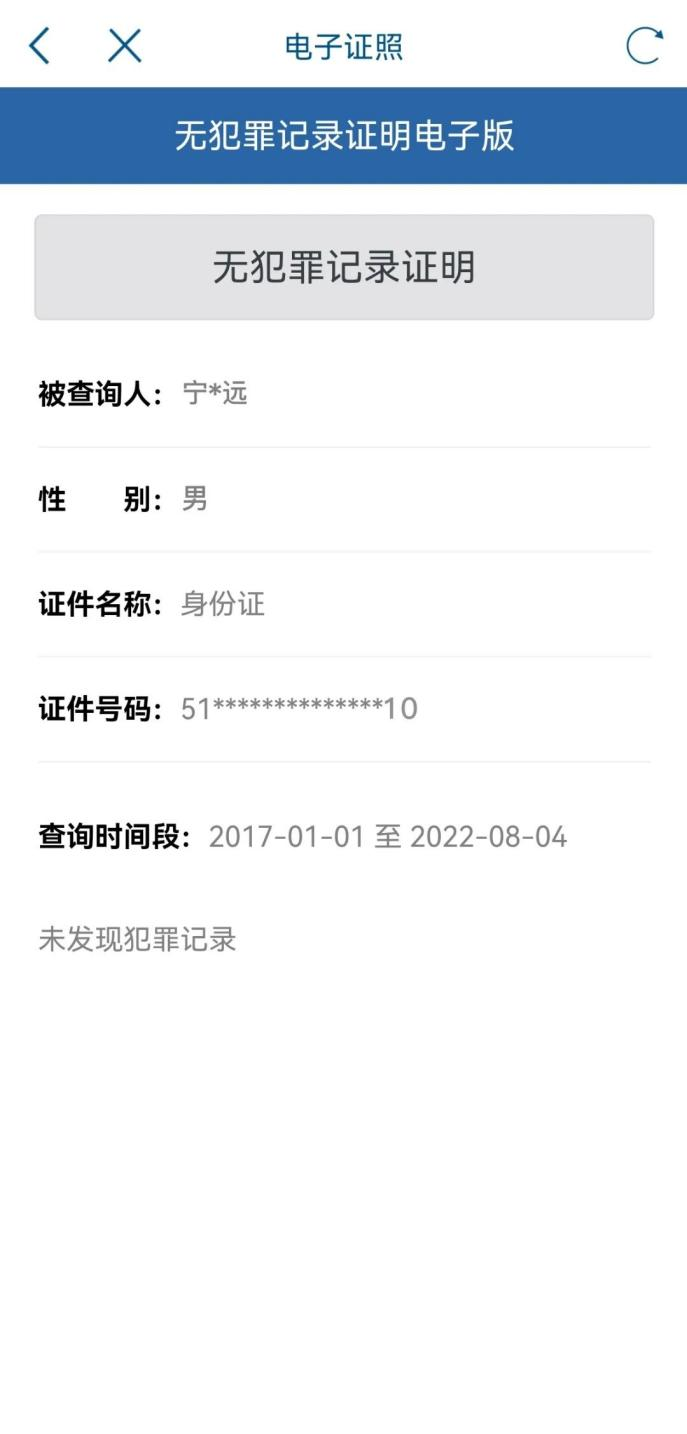 电子证照
无犯罪记录证明电子版
无犯罪记录证明
被查询人：宁*远
性　　别：男
证件名称：身份证
证件号码：51**************10
查询时间段：2017-01-01 至 2022-08-04
未发现犯罪记录